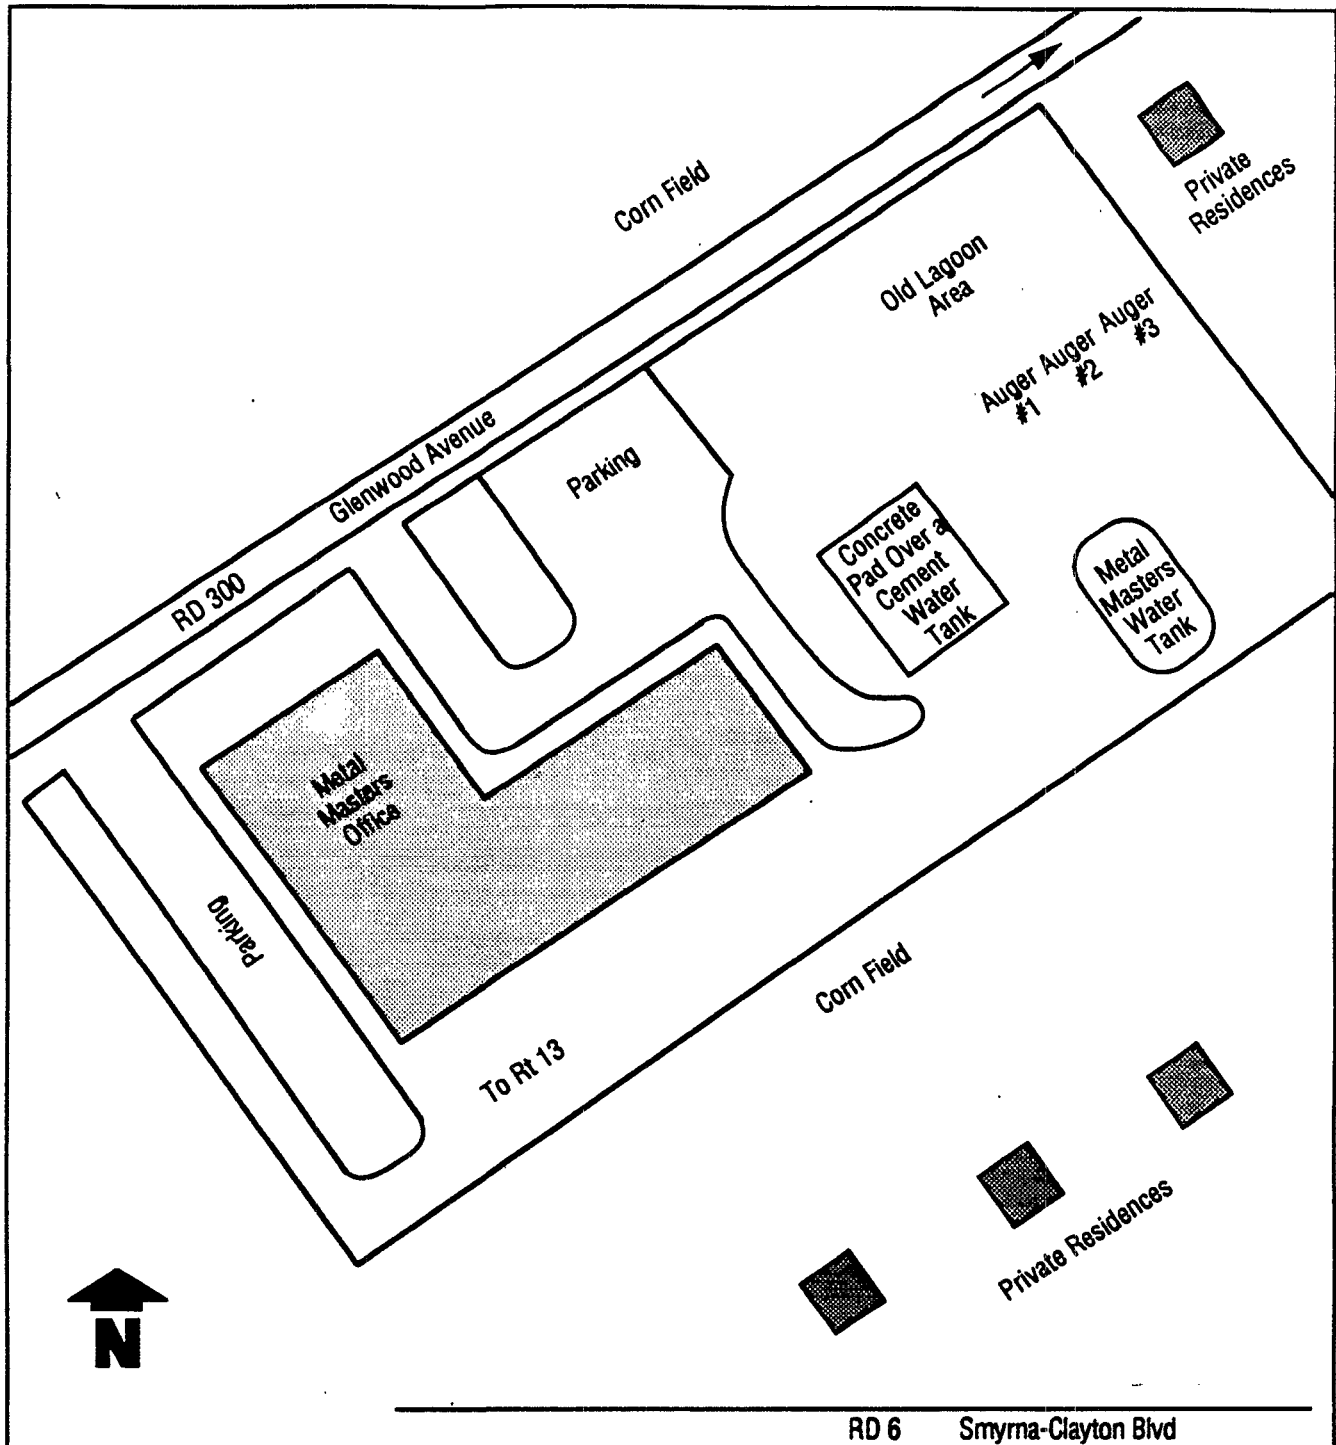 Corn Field
Private
Residences
Old Lagoon
Area
Auger Auger Auger
#1 #2 #3
Glenwood Avenue
RD 300
Parking
Concrete
Pad Over a
Cement
Water
Tank
Metal
Masters
Water
Tank
Metal
Masters
Office
Parking
To Rt 13
Corn Field
Private Residences
N
RD 6 Smyrna-Clayton Blvd